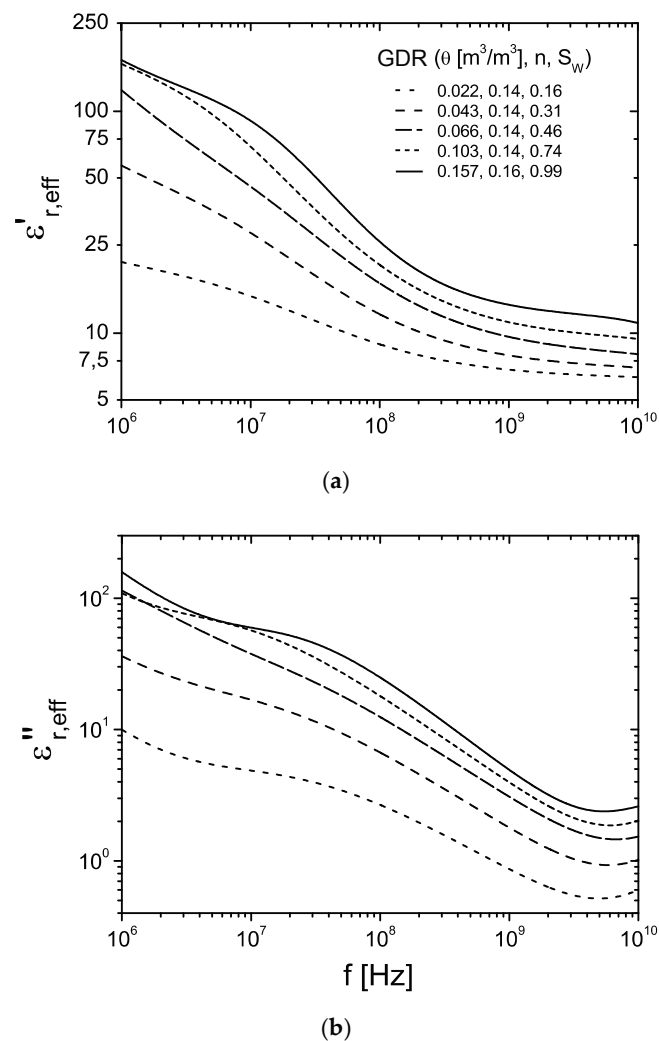 GDR (θ [m³/m³], n, S_W)
0.022, 0.14, 0.16
0.043, 0.14, 0.31
0.066, 0.14, 0.46
0.103, 0.14, 0.74
0.157, 0.16, 0.99
250
100
75
50
25
10
7,5
5
ε'r,eff
10⁶ 10⁷ 10⁸ 10⁹ 10¹⁰
(a)
10²
10¹
10⁰
ε"r,eff
10⁶ 10⁷ 10⁸ 10⁹ 10¹⁰
f [Hz]
(b)